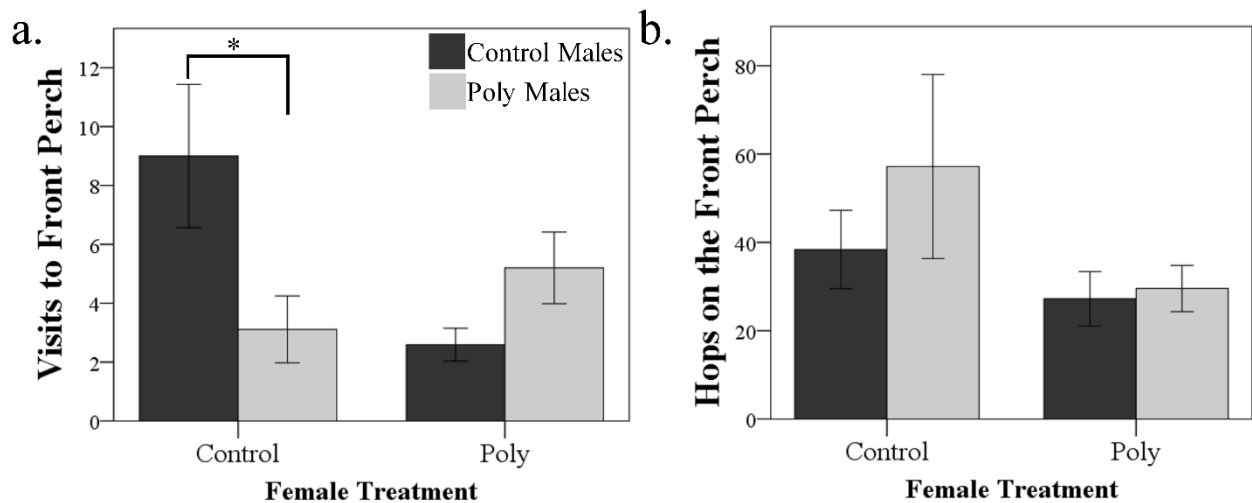 a.
Visits to Front Perch
12
10
8
6
4
2
0
*
Control Males
Poly Males
Control
Poly
Female Treatment
b.
Hops on the Front Perch
80
60
40
20
0
Control
Poly
Female Treatment